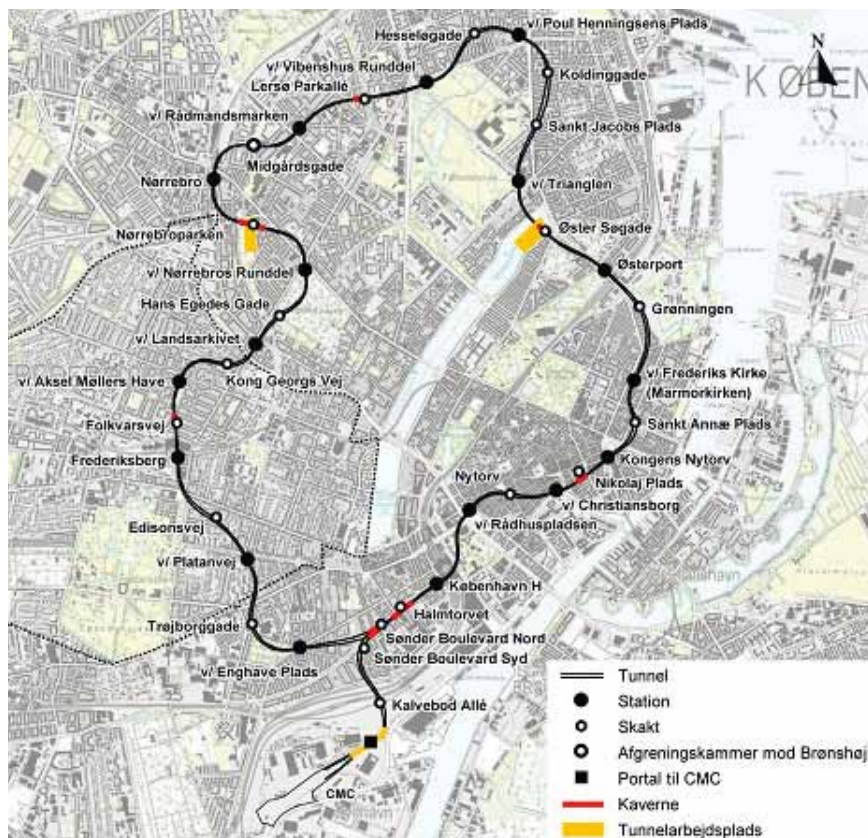 Hesseløgade
v/ Poul Henningsens Plads
N
v/ Vibenshus Runddel
Lersø Parkallé
Koldinggade
KØBEN
v/ Rådmandsmarken
Sankt Jacobs Plads
Midgårdsgade
Nørrebro
v/ Trianglen
Nørrebroparken
Øster Søgade
v/ Nørrebros Runddel
Østerport
Hans Egedes Gade
Grønningen
v/ Landsarkivet
v/ Aksel Møllers Have
Kong Georgs Vej
v/ Frederiks Kirke
(Marmorkirken)
Folkvarsvej
Sankt Annæ Plads
Frederiksberg
Kongens Nytorv
Nytorv
Nikolaj Plads
v/ Christiansborg
Edisonsvej
v/ Rådhuspladsen
v/ Platanvej
København H
Halmtorvet
Trøjborggade
Sønder Boulevard Nord
Sønder Boulevard Syd
v/ Enghave Plads
Kalvebod Allé
CMC
Tunnel
Station
Skakt
Afgreningskammer mod Brønshøj
Portal til CMC
Kaverne
Tunnelarbejdsplads